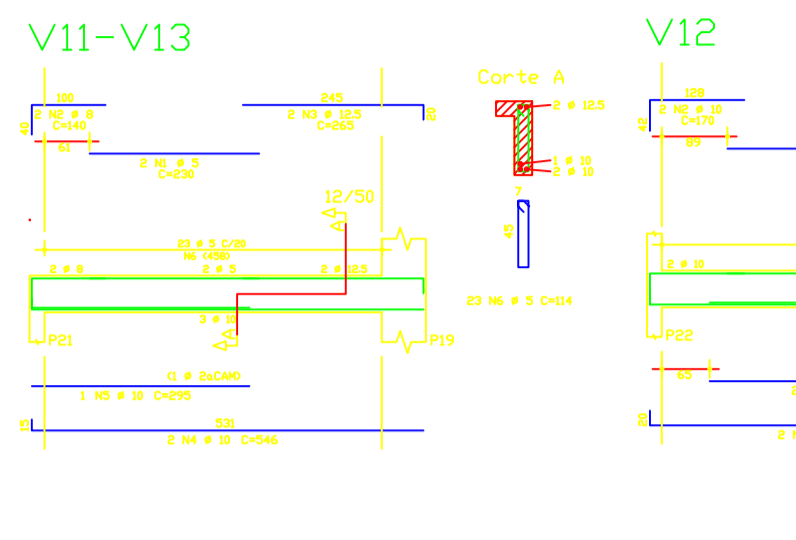 V11-V13
V12
Corte A
100
245
128
2 N2 ø 8
C=140
40
2 N3 ø 12.5
C=265
20
2 ø 12.5
2 N2 ø 10
C=170
42
61
89
2 N1 ø 5
C=230
1 ø 10
2 ø 10
12/50
7
45
23 ø 5 C/20
N6 (458)
2 ø 8
2 ø 5
2 ø 12.5
2 ø 10
23 N6 ø 5 C=114
3 ø 10
A
A
P21
P19
P22
(1 ø 2aCAM)
65
1 N5 ø 10 C=295
2
15
531
20
2 N4 ø 10 C=546
2 N